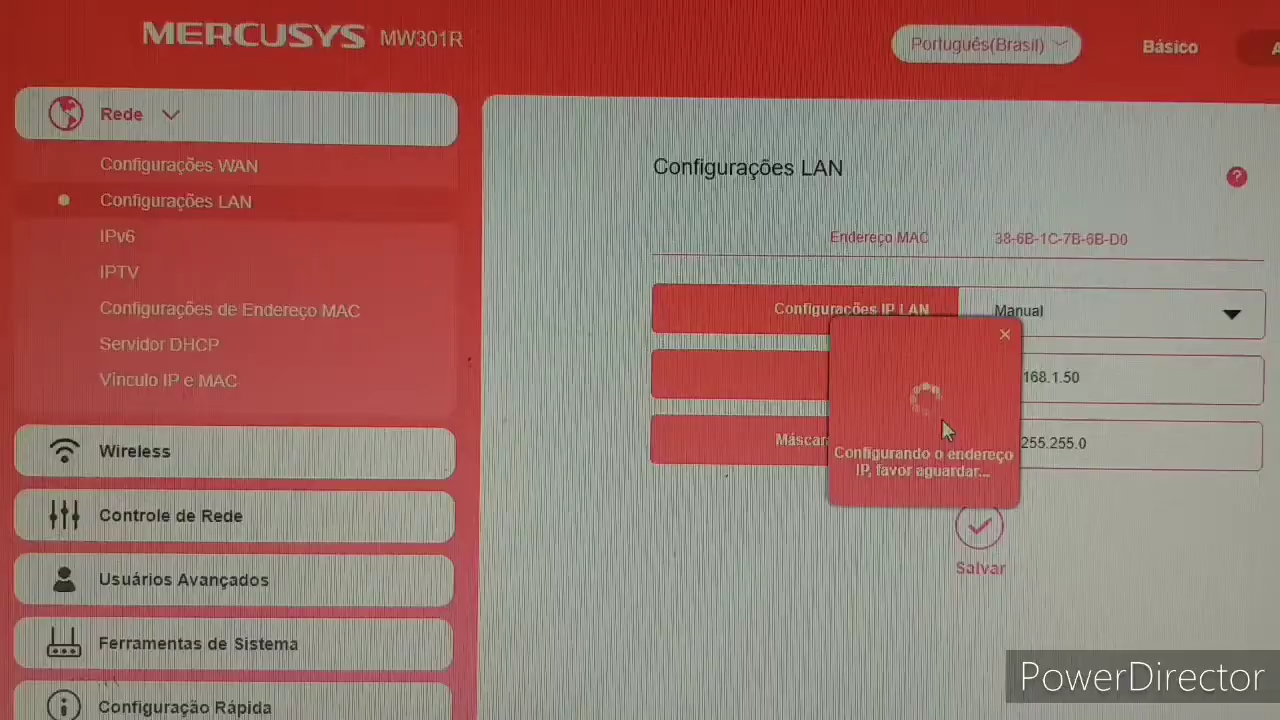 MERCUSYS MW301R
Português(Brasil)
Básico
Rede
Configurações WAN
Configurações LAN
IPv6
IPTV
Configurações de Endereço MAC
Servidor DHCP
Vínculo IP e MAC
Wireless
Controle de Rede
Usuários Avançados
Ferramentas de Sistema
Configuração Rápida
Configurações LAN
?
Endereço MAC 38-6B-1C-7B-6B-D0
Configurações IP LAN Manual
168.1.50
Máscar 255.255.0
Configurando o endereço
IP, favor aguardar...
Salvar
PowerDirector